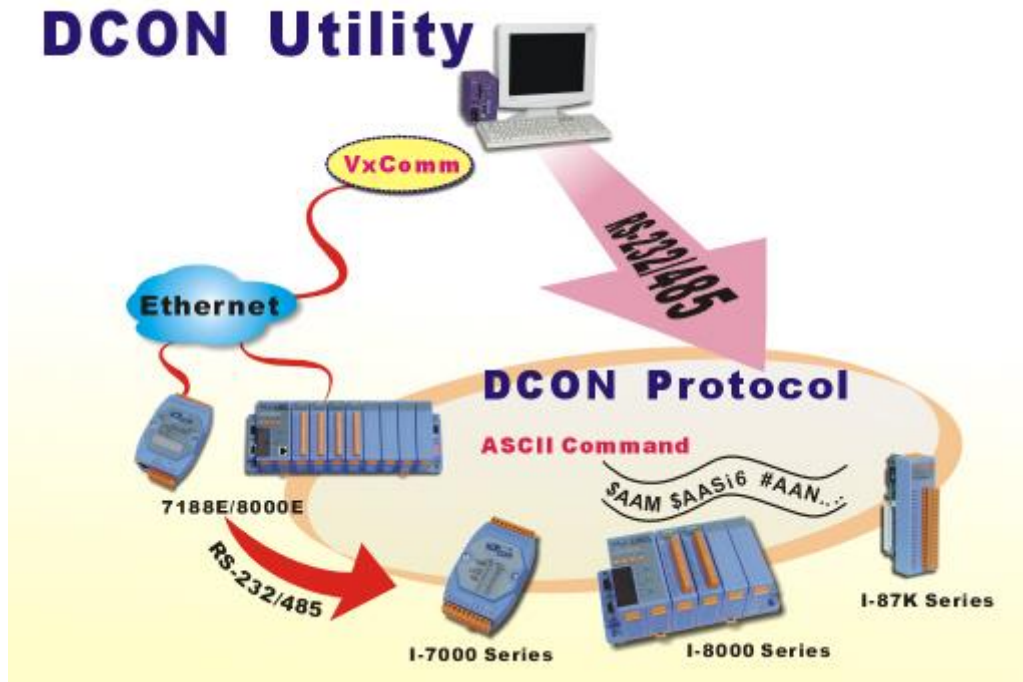 DCON Utility
VxComm
RS-232/485
Ethernet
DCON Protocol
ASCII Command
$AAM $AASi6 #AAN...
7188E/8000E
RS-232/485
I-7000 Series
I-8000 Series
I-87K Series